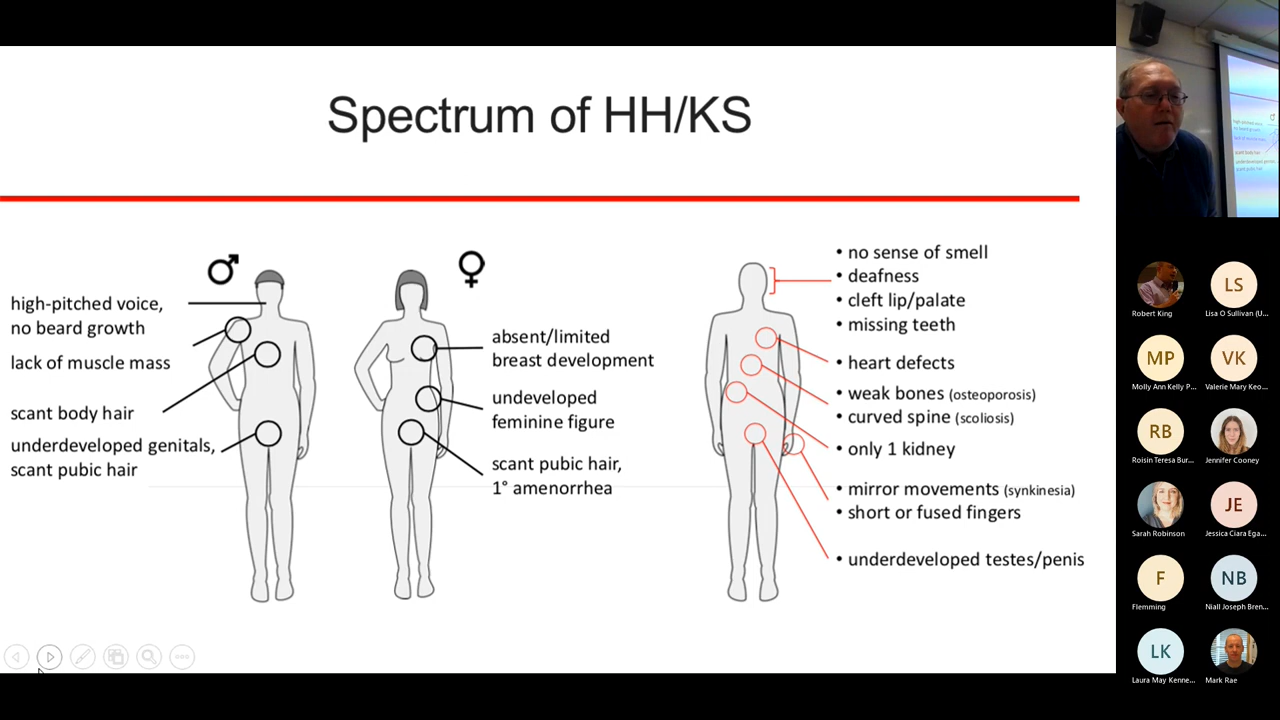 Spectrum of HH/KS
high-pitched voice,
no beard growth
lack of muscle mass
scant body hair
underdeveloped genitals,
scant pubic hair
absent/limited
breast development
undeveloped
feminine figure
scant pubic hair,
1° amenorrhea
• no sense of smell
• deafness
• cleft lip/palate
• missing teeth
• heart defects
• weak bones (osteoporosis)
• curved spine (scoliosis)
• only 1 kidney
• mirror movements (synkinesia)
• short or fused fingers
• underdeveloped testes/penis
LS
Robert King
Lisa O Sullivan (U...
MP
VK
Molly Ann Kelly P...
Valerie Mary Keo...
RB
Roisin Teresa Bur...
Jennifer Cooney
JE
Sarah Robinson
Jessica Ciara Ega...
F
NB
Flemming
Niall Joseph Bren...
LK
Laura May Kenne...
Mark Rae